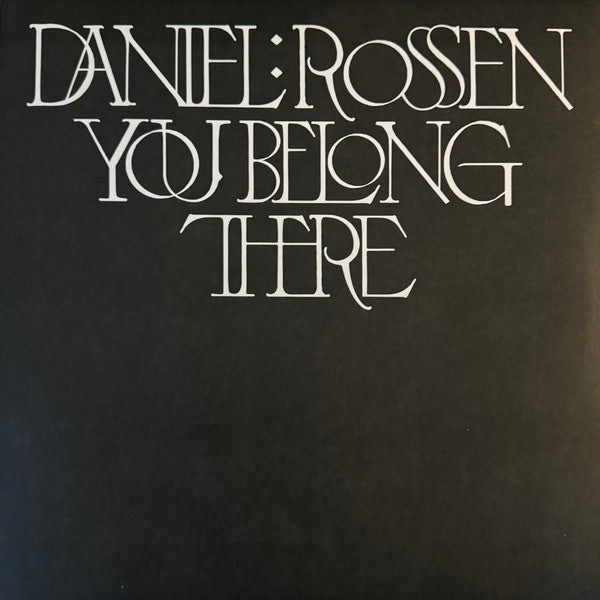 DANIEL: ROSSEN
YOU BELONG
THERE